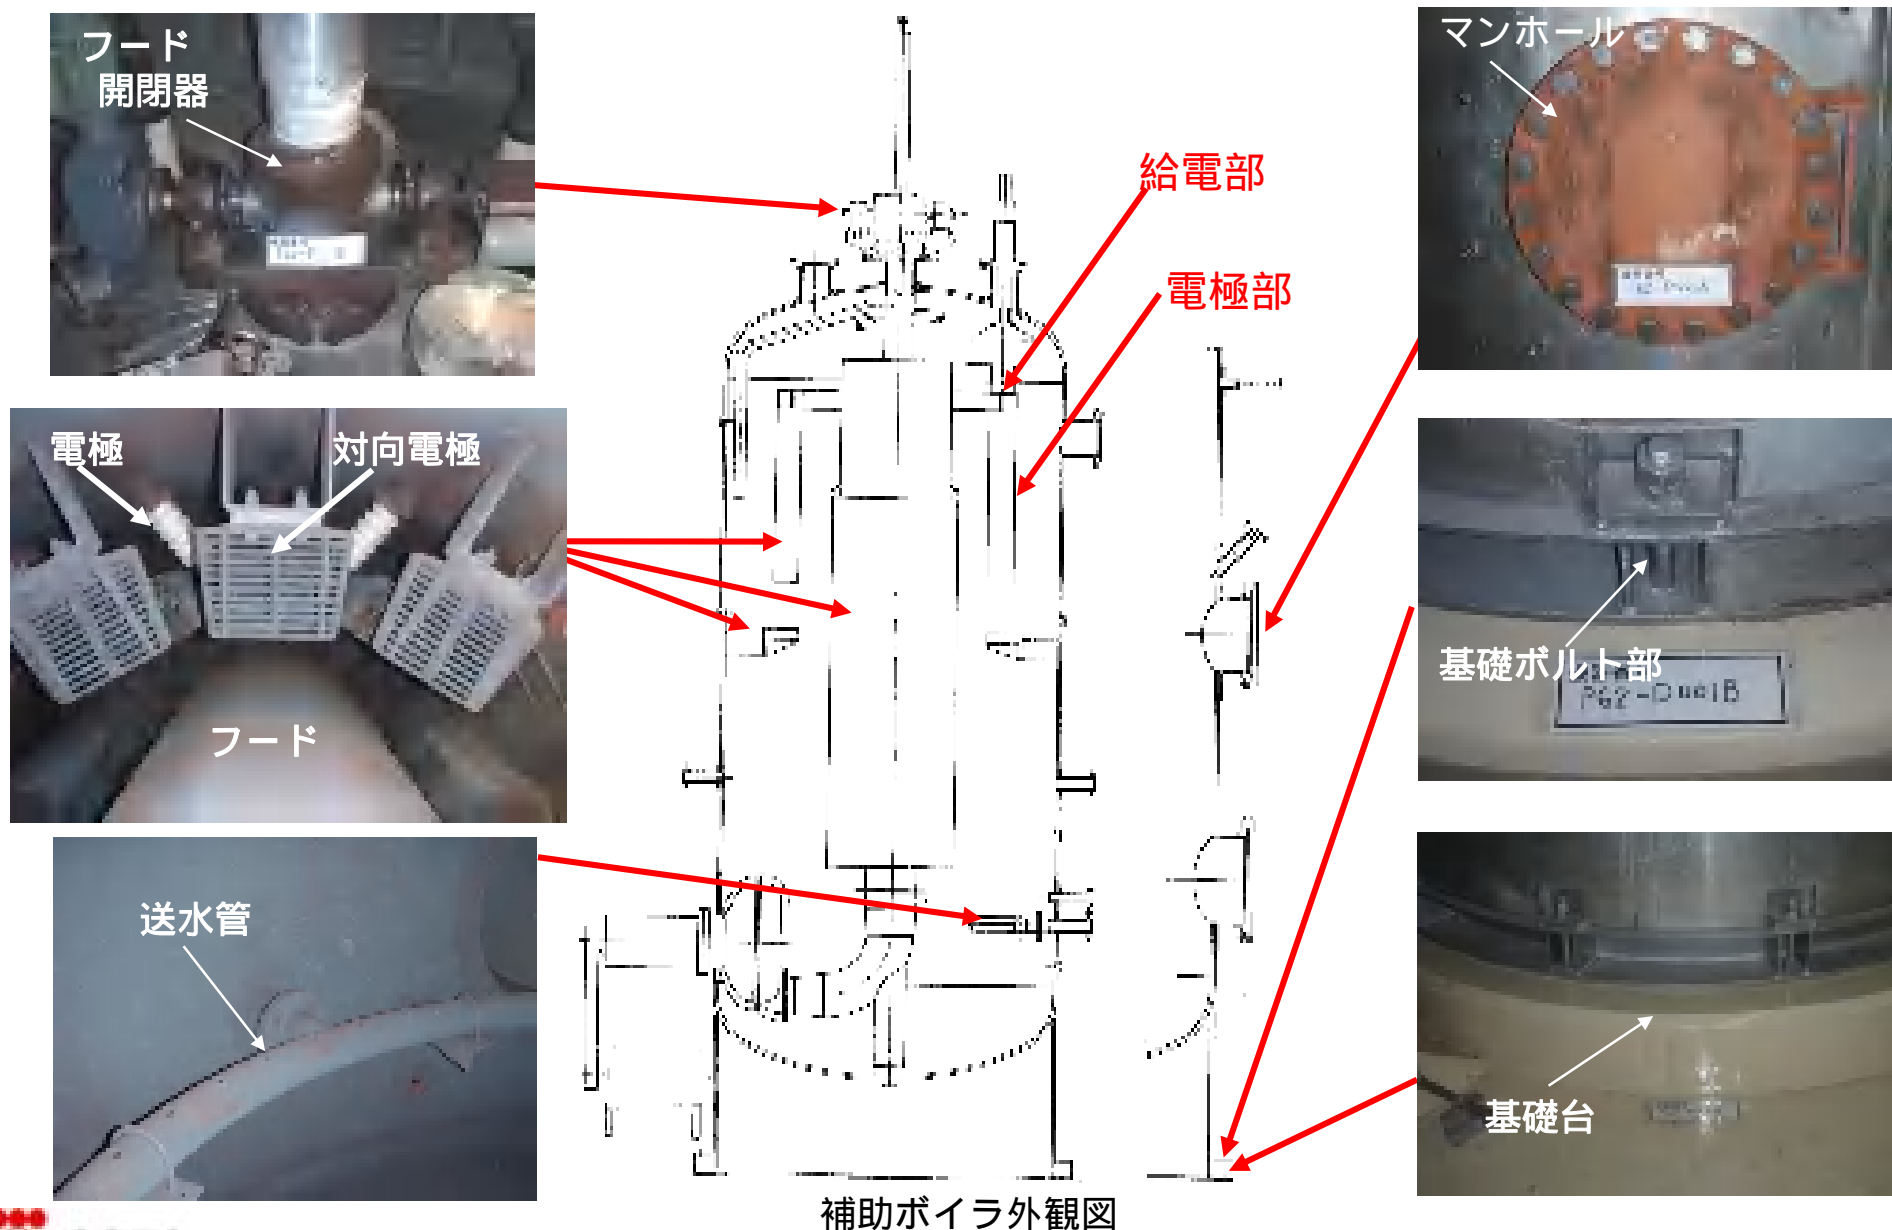 フード
開閉器
マンホール
給電部
電極部
電極
対向電極
フード
基礎ボルト部
P62-D001B
送水管
基礎台
補助ボイラ外観図